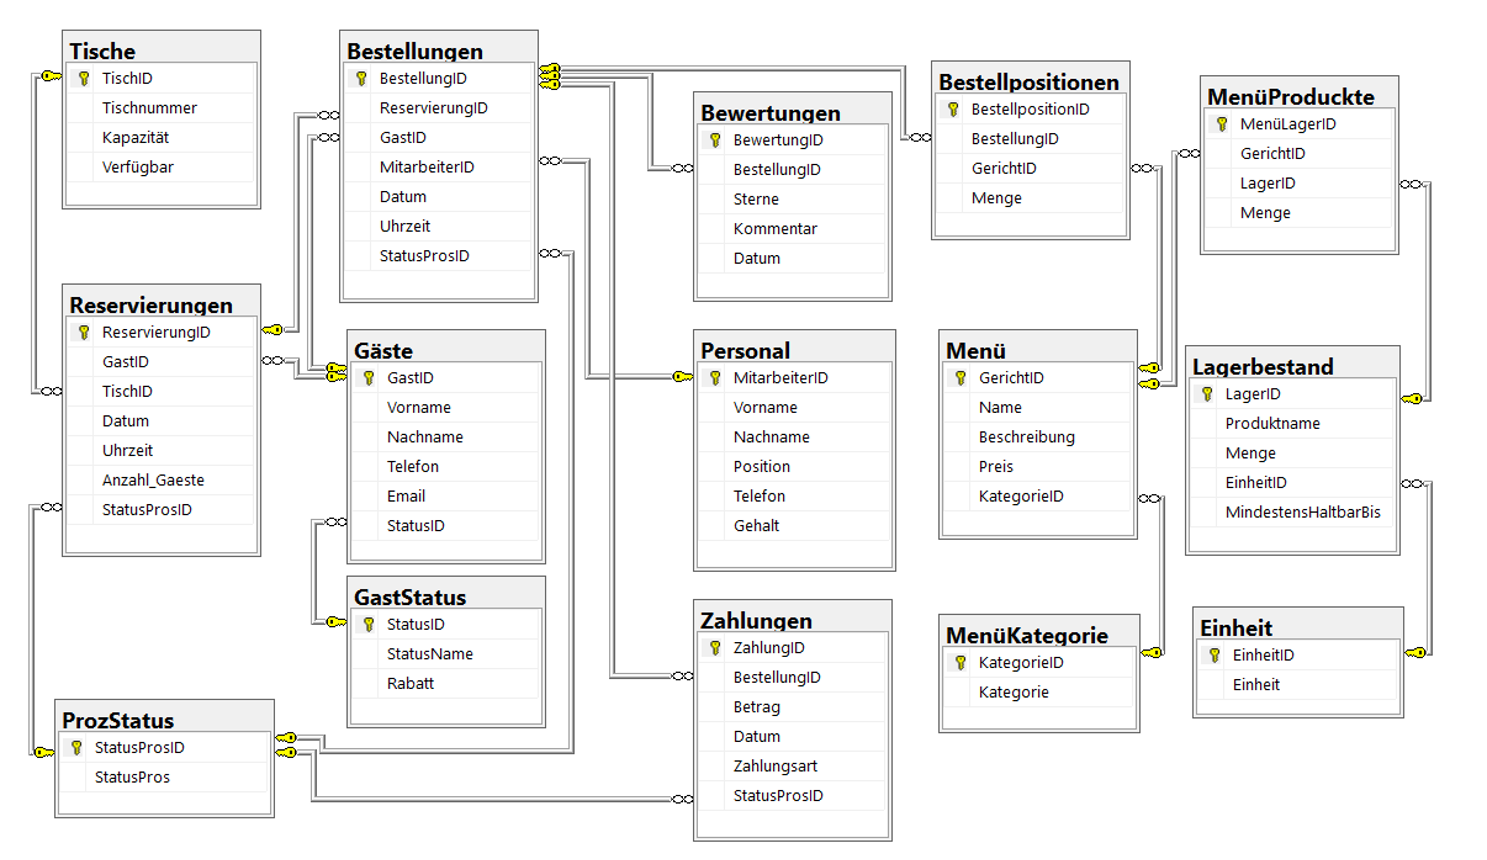 Tische
TischID
Tischnummer
Kapazität
Verfügbar
Bestellungen
BestellungID
ReservierungID
GastID
MitarbeiterID
Datum
Uhrzeit
StatusProsID
Bewertungen
BewertungID
BestellungID
Sterne
Kommentar
Datum
Bestellpositionen
BestellpositionID
BestellungID
GerichtID
Menge
MenüProduckte
MenüLagerID
GerichtID
LagerID
Menge
Reservierungen
ReservierungID
GastID
TischID
Datum
Uhrzeit
Anzahl_Gaeste
StatusProsID
Gäste
GastID
Vorname
Nachname
Telefon
Email
StatusID
Personal
MitarbeiterID
Vorname
Nachname
Position
Telefon
Gehalt
Menü
GerichtID
Name
Beschreibung
Preis
KategorieID
Lagerbestand
LagerID
Produktname
Menge
EinheitID
MindestensHaltbarBis
GastStatus
StatusID
StatusName
Rabatt
Zahlungen
ZahlungID
BestellungID
Betrag
Datum
Zahlungsart
StatusProsID
MenüKategorie
KategorieID
Kategorie
Einheit
EinheitID
Einheit
ProzStatus
StatusProsID
StatusPros